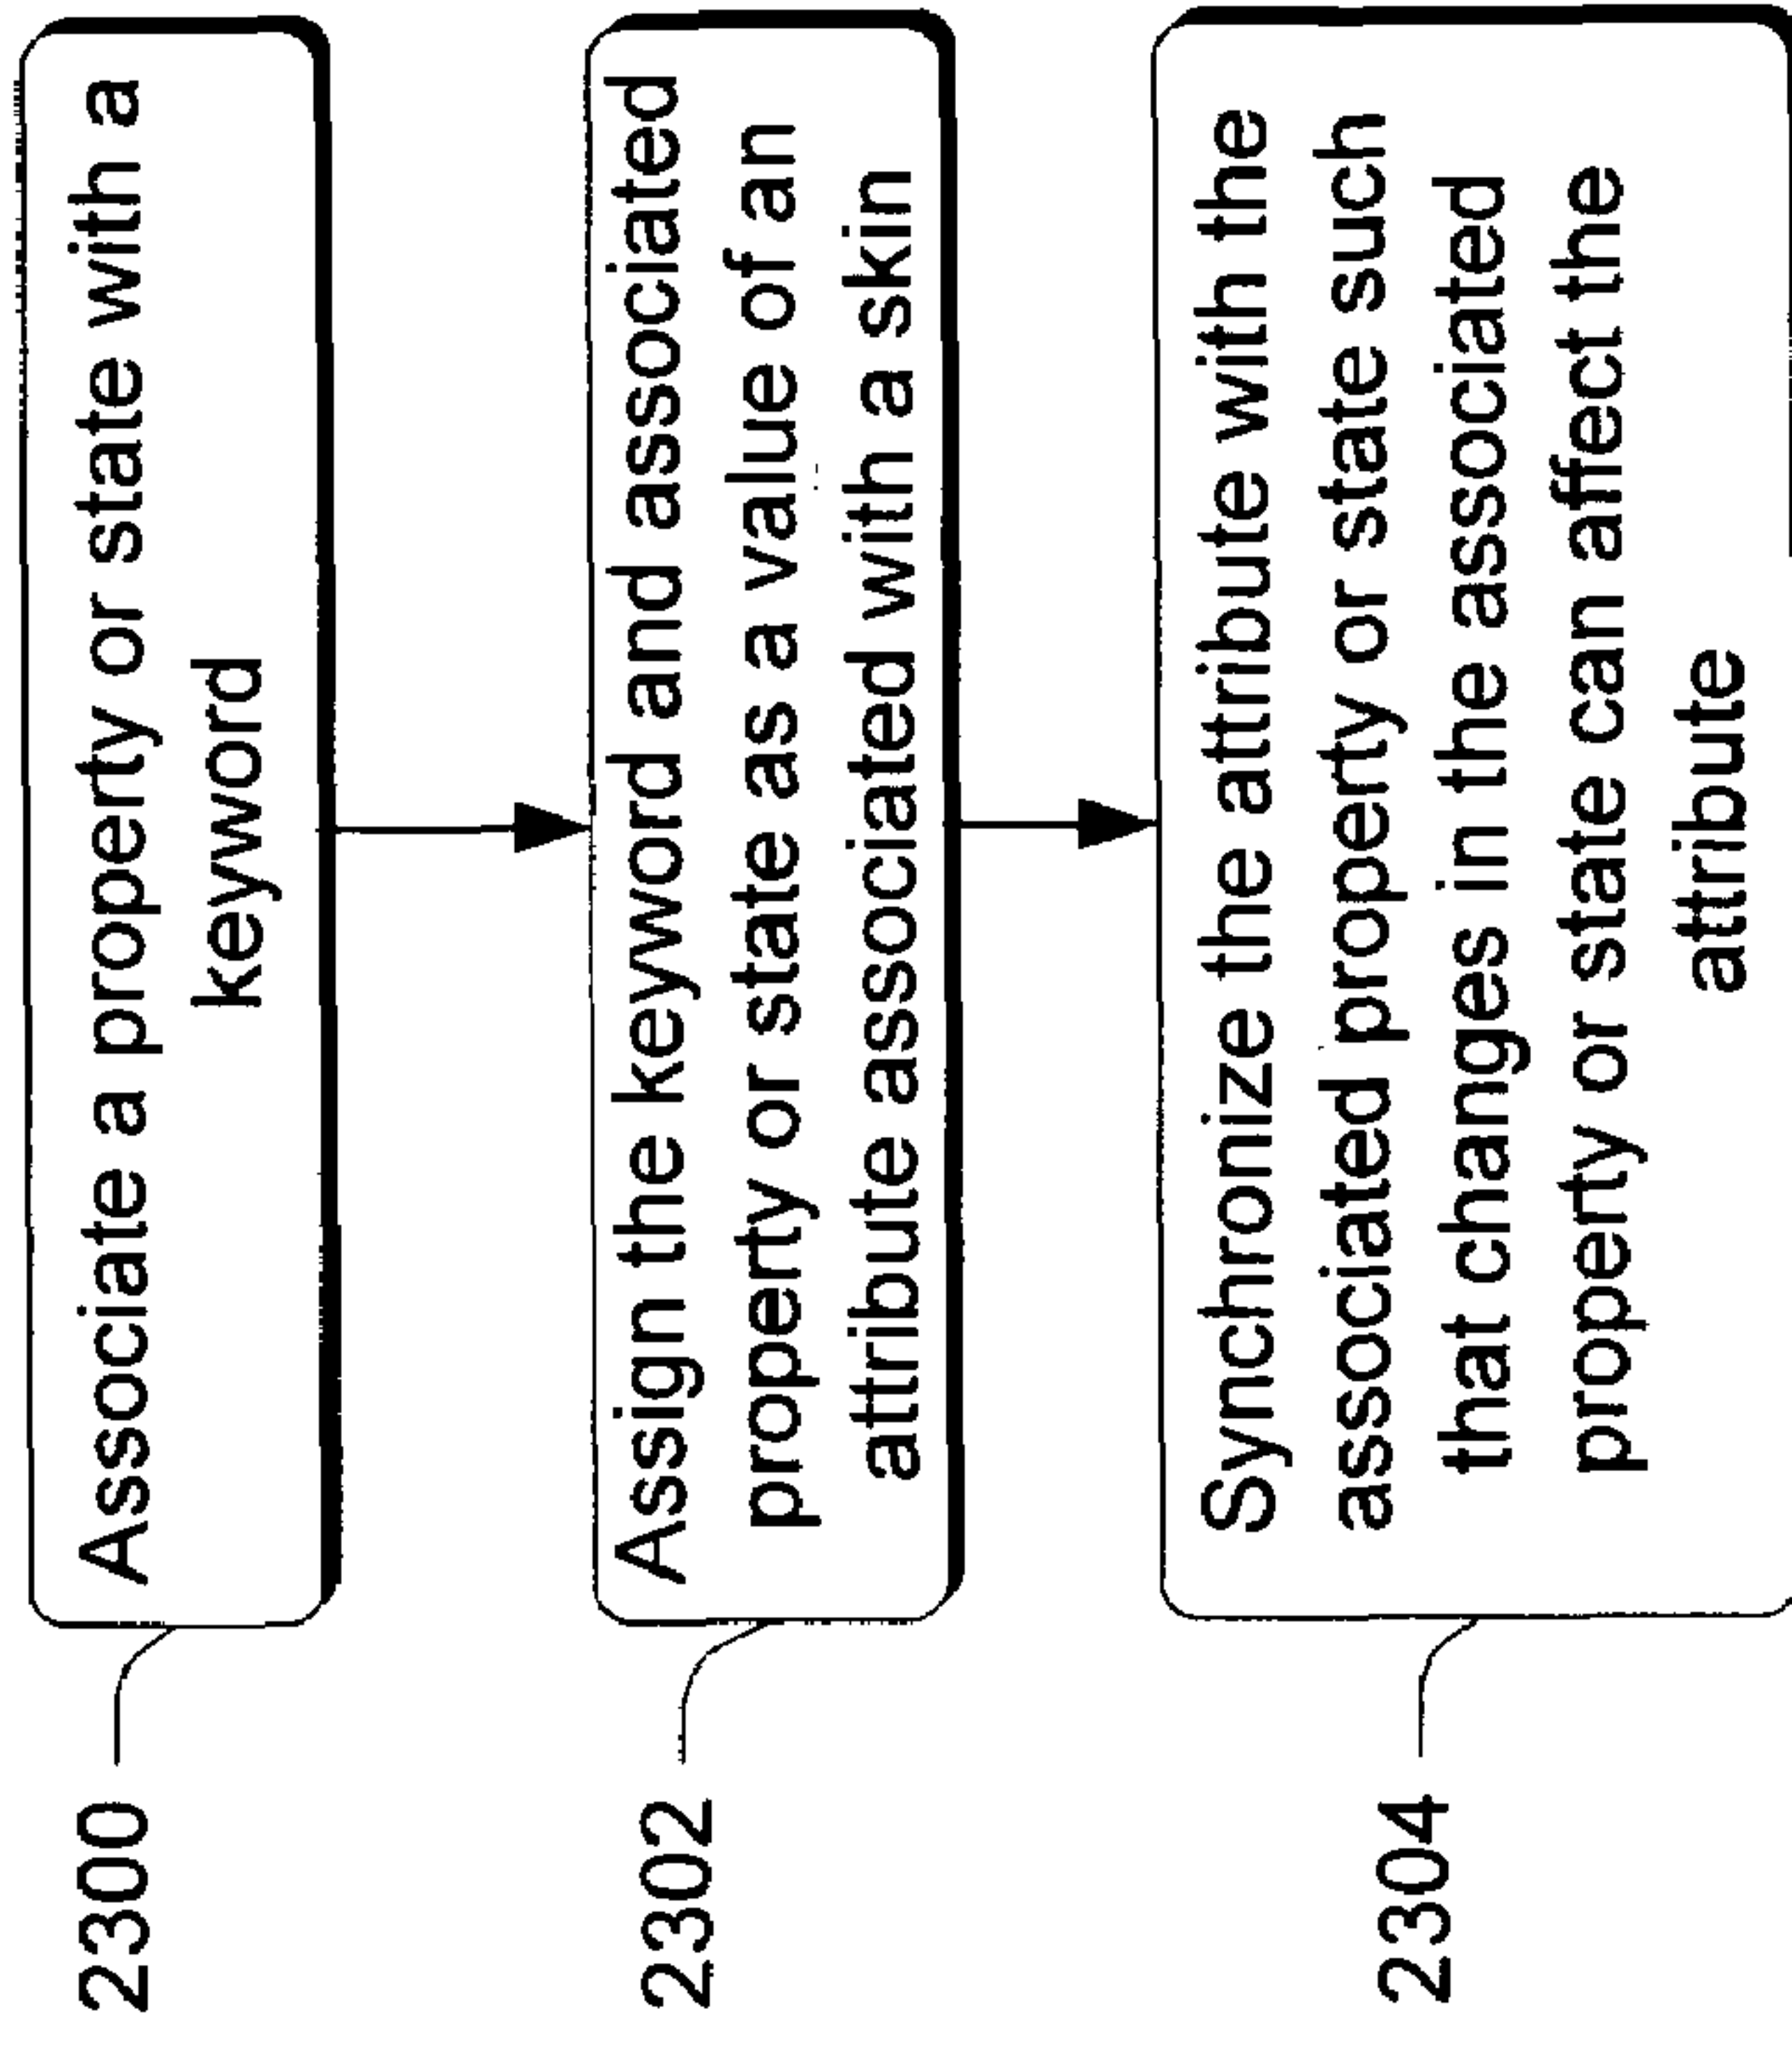 2300
Associate a property or state with a
keyword
2302
Assign the keyword and associated
property or state as a value of an
attribute associated with a skin
2304
Synchronize the attribute with the
associated property or state such
that changes in the associated
property or state can affect the
attribute